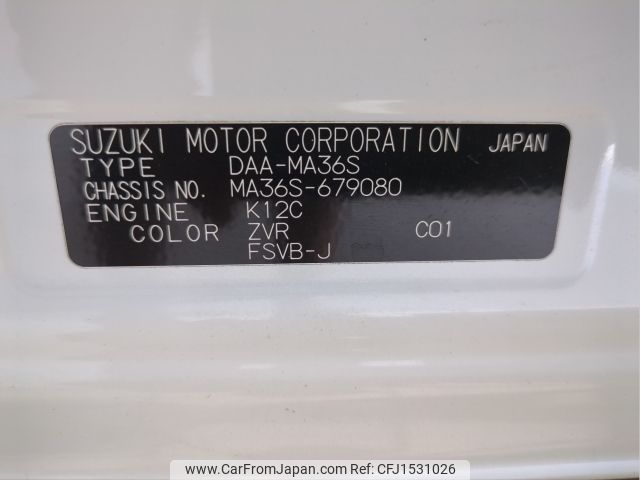 SUZUKI MOTOR CORPORATION JAPAN
TYPE DAA-MA36S
CHASSIS NO. MA36S-679080
ENGINE K12C
COLOR ZVR C01
FSVB-J
www.CarFromJapan.com - CFJ1531026